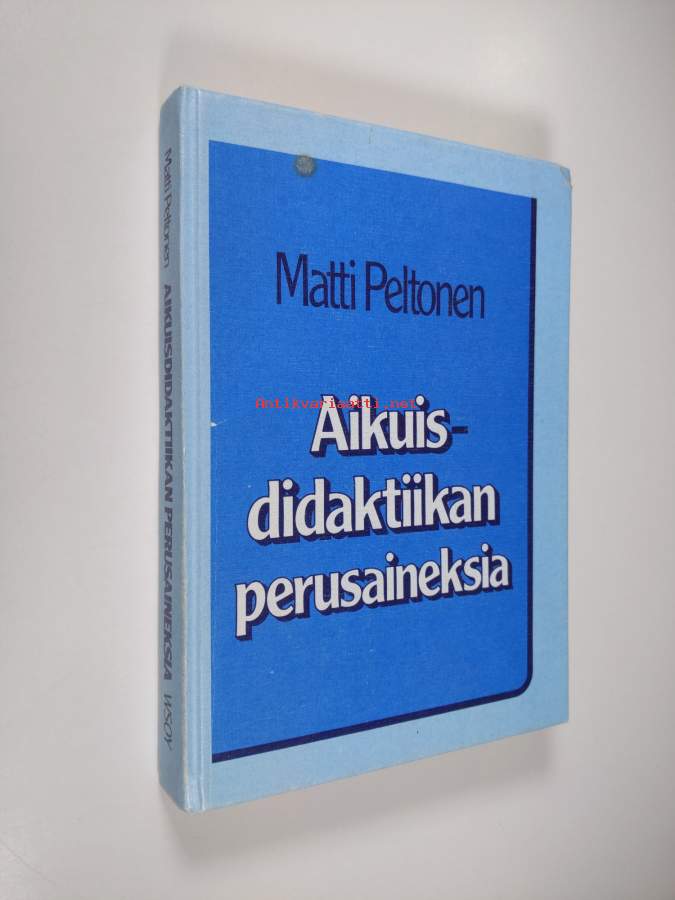 Matti Peltonen AIKUISDIDAKTIIKAN PERUSAINEKSIA WSOY
Matti Peltonen
Antikvariaatti.net
Aikuis-
didaktiikan
perusaineksia